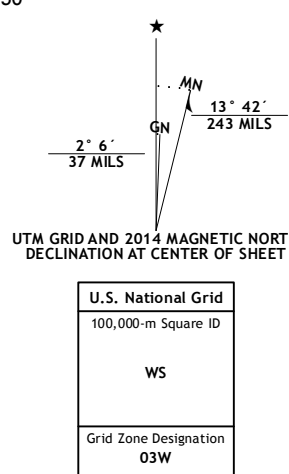 ★
MN
GN
13° 42´
243 MILS
2° 6´
37 MILS
UTM GRID AND 2014 MAGNETIC NORT
DECLINATION AT CENTER OF SHEET
U.S. National Grid
100,000-m Square ID
WS
Grid Zone Designation
03W